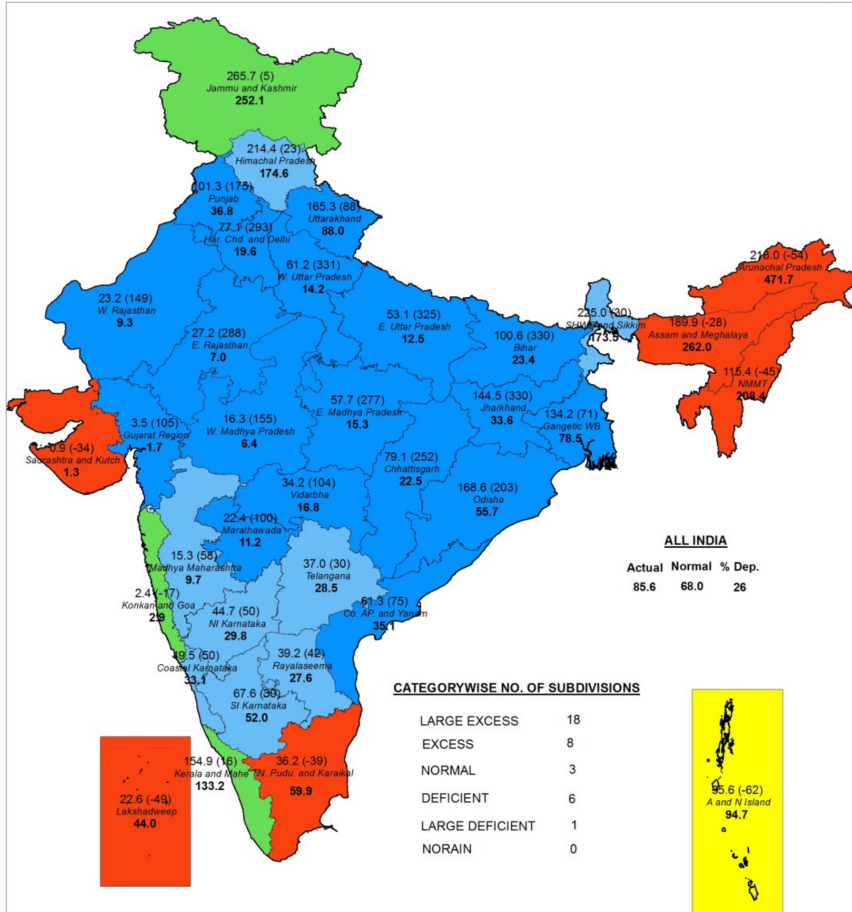 265.7 (5)
Jammu and Kashmir
252.1
214.4 (23)
Himachal Pradesh
174.6
101.3 (175)
Punjab
36.8
165.3 (88)
Uttarakhand
88.0
77.1 (293)
Har. Chd. and Delhi
19.6
61.2 (331)
W. Uttar Pradesh
14.2
218.0 (-54)
Arunachal Pradesh
471.7
23.2 (149)
W. Rajasthan
9.3
53.1 (325)
E. Uttar Pradesh
12.5
225.0 (30)
SHWB and Sikkim
173.5
189.9 (-28)
Assam and Meghalaya
262.0
27.2 (288)
E. Rajasthan
7.0
100.6 (330)
Bihar
23.4
115.4 (-45)
NMMT
208.4
57.7 (277)
E. Madhya Pradesh
15.3
144.5 (330)
Jharkhand
33.6
3.5 (105)
Gujarat Region
1.7
16.3 (155)
W. Madhya Pradesh
6.4
134.2 (71)
Gangetic WB
78.5
0.9 (-34)
Saurashtra and Kutch
1.3
79.1 (252)
Chhattisgarh
22.5
34.2 (104)
Vidarbha
16.8
168.6 (203)
Odisha
55.7
22.4 (100)
Marathawada
11.2
15.3 (58)
Madhya Maharashtra
9.7
37.0 (30)
Telangana
28.5
ALL INDIA
Actual Normal % Dep.
85.6 68.0 26
2.4 (-17)
Konkan and Goa
2.9
44.7 (50)
NI Karnataka
29.8
61.3 (75)
Co. AP. and Yanam
35.1
49.5 (50)
Coastal Karnataka
33.1
39.2 (42)
Rayalaseema
27.6
67.6 (30)
SI Karnataka
52.0
CATEGORYWISE NO. OF SUBDIVISIONS
LARGE EXCESS 18
EXCESS 8
NORMAL 3
DEFICIENT 6
LARGE DEFICIENT 1
NORAIN 0
154.9 (16)
Kerala and Mahe
133.2
36.2 (-39)
TN. Pudu. and Karaikal
59.9
22.6 (-49)
Lakshadweep
44.0
(-62)
A and N Island
94.7